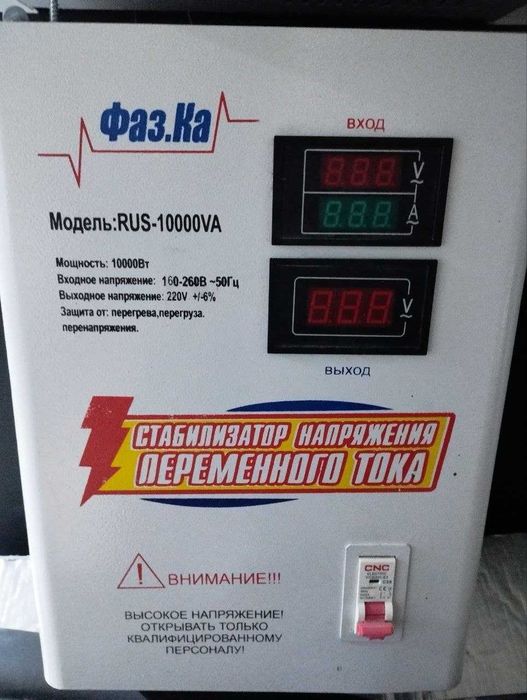 Фаз.Ка
ВХОД
V
A
Модель:RUS-10000VA
Мощность: 10000Вт
Входное напряжение: 160-260В ~50Гц
Выходное напряжение: 220V +/-6%
Защита от: перегрева,перегруза.
перенапряжения.
V
ВЫХОД
СТАБИЛИЗАТОР НАПРЯЖЕНИЯ
ПЕРЕМЕННОГО ТОКА
ВНИМАНИЕ!!!
ВЫСОКОЕ НАПРЯЖЕНИЕ!
ОТКРЫВАТЬ ТОЛЬКО
КВАЛИФИЦИРОВАННОМУ
ПЕРСОНАЛУ!
CNC